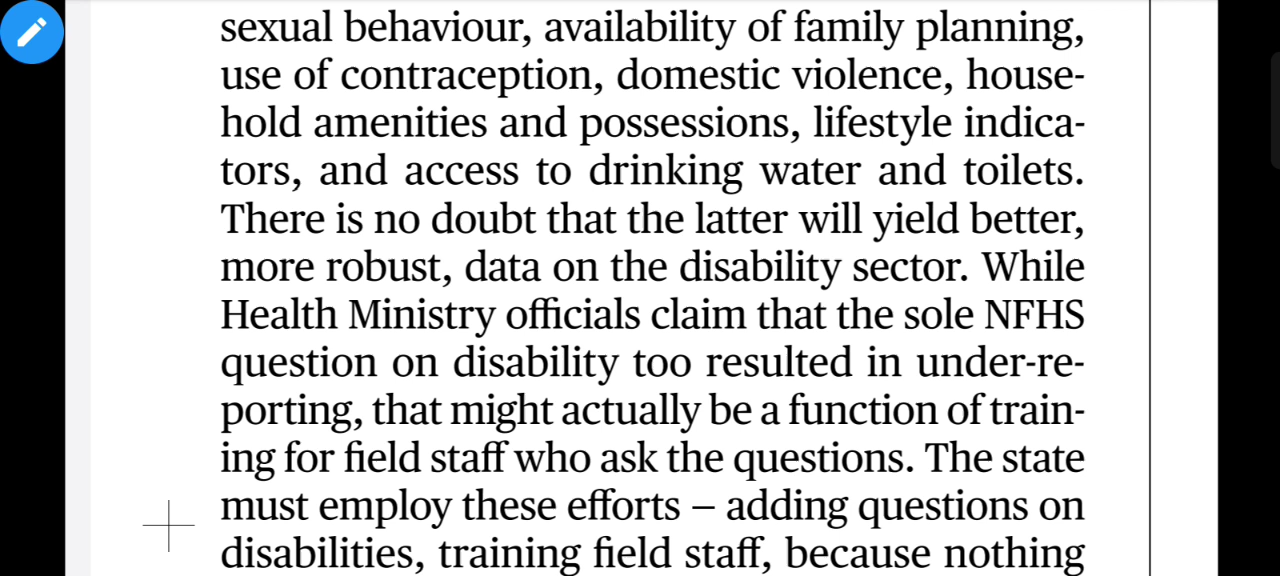 sexual behaviour, availability of family planning,
use of contraception, domestic violence, house-
hold amenities and possessions, lifestyle indica-
tors, and access to drinking water and toilets.
There is no doubt that the latter will yield better,
more robust, data on the disability sector. While
Health Ministry officials claim that the sole NFHS
question on disability too resulted in under-re-
porting, that might actually be a function of train-
ing for field staff who ask the questions. The state
must employ these efforts – adding questions on
disabilities, training field staff, because nothing